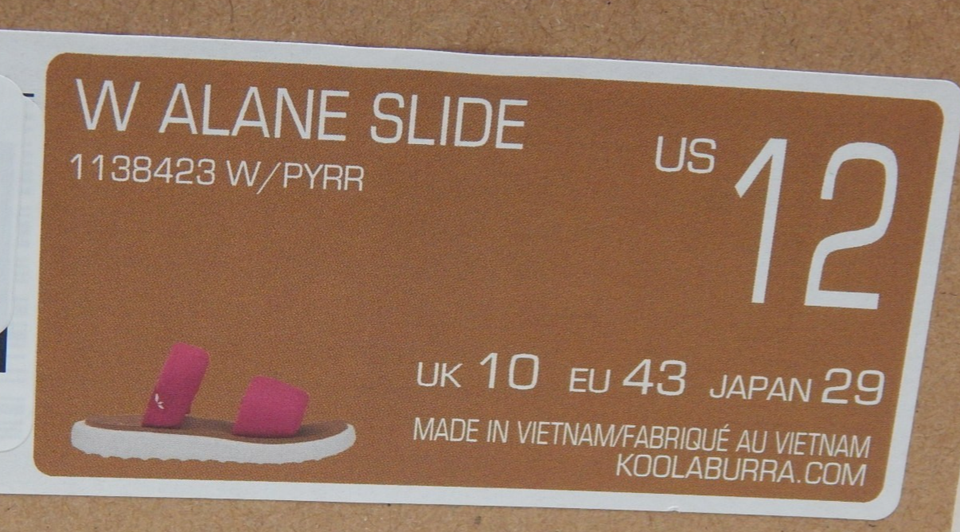 W ALANE SLIDE
1138423 W/PYRR
US 12
UK 10 EU 43 JAPAN 29
MADE IN VIETNAM/FABRIQUÉ AU VIETNAM
KOOLABURRA.COM